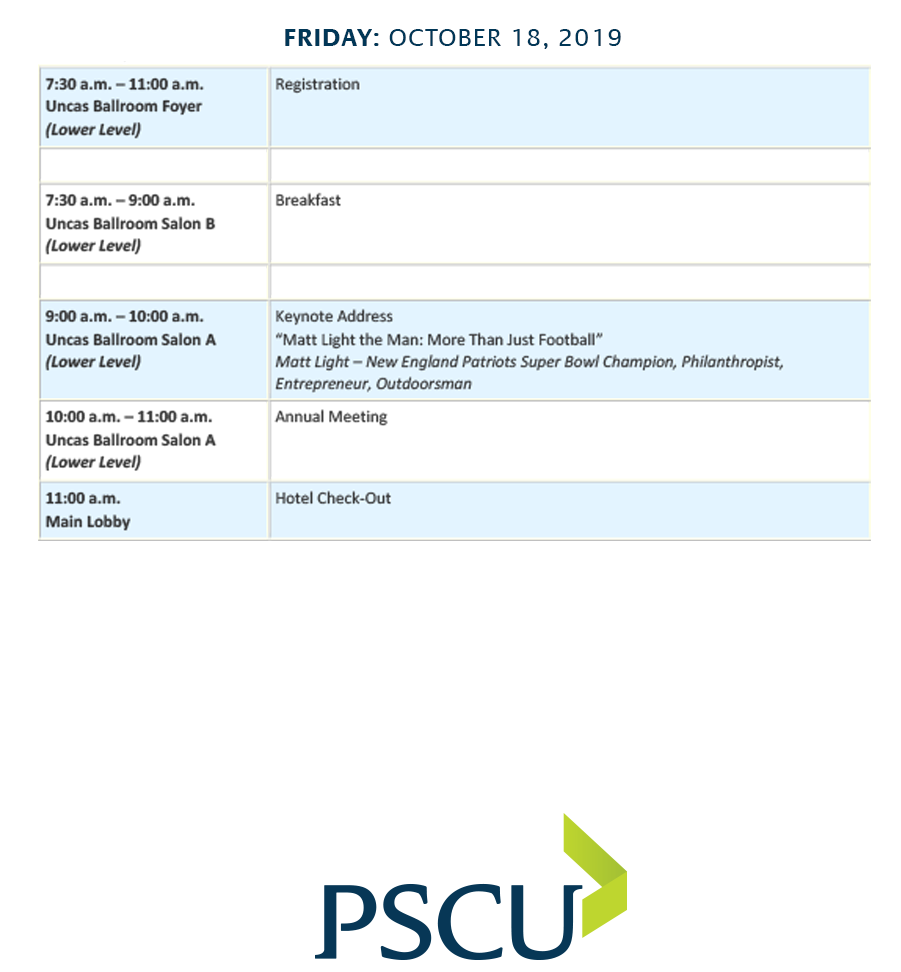 FRIDAY: OCTOBER 18, 2019
7:30 a.m. – 11:00 a.m.
Uncas Ballroom Foyer
(Lower Level)
Registration
7:30 a.m. – 9:00 a.m.
Uncas Ballroom Salon B
(Lower Level)
Breakfast
9:00 a.m. – 10:00 a.m.
Uncas Ballroom Salon A
(Lower Level)
Keynote Address
“Matt Light the Man: More Than Just Football”
Matt Light – New England Patriots Super Bowl Champion, Philanthropist,
Entrepreneur, Outdoorsman
10:00 a.m. – 11:00 a.m.
Uncas Ballroom Salon A
(Lower Level)
Annual Meeting
11:00 a.m.
Main Lobby
Hotel Check-Out
PSCU